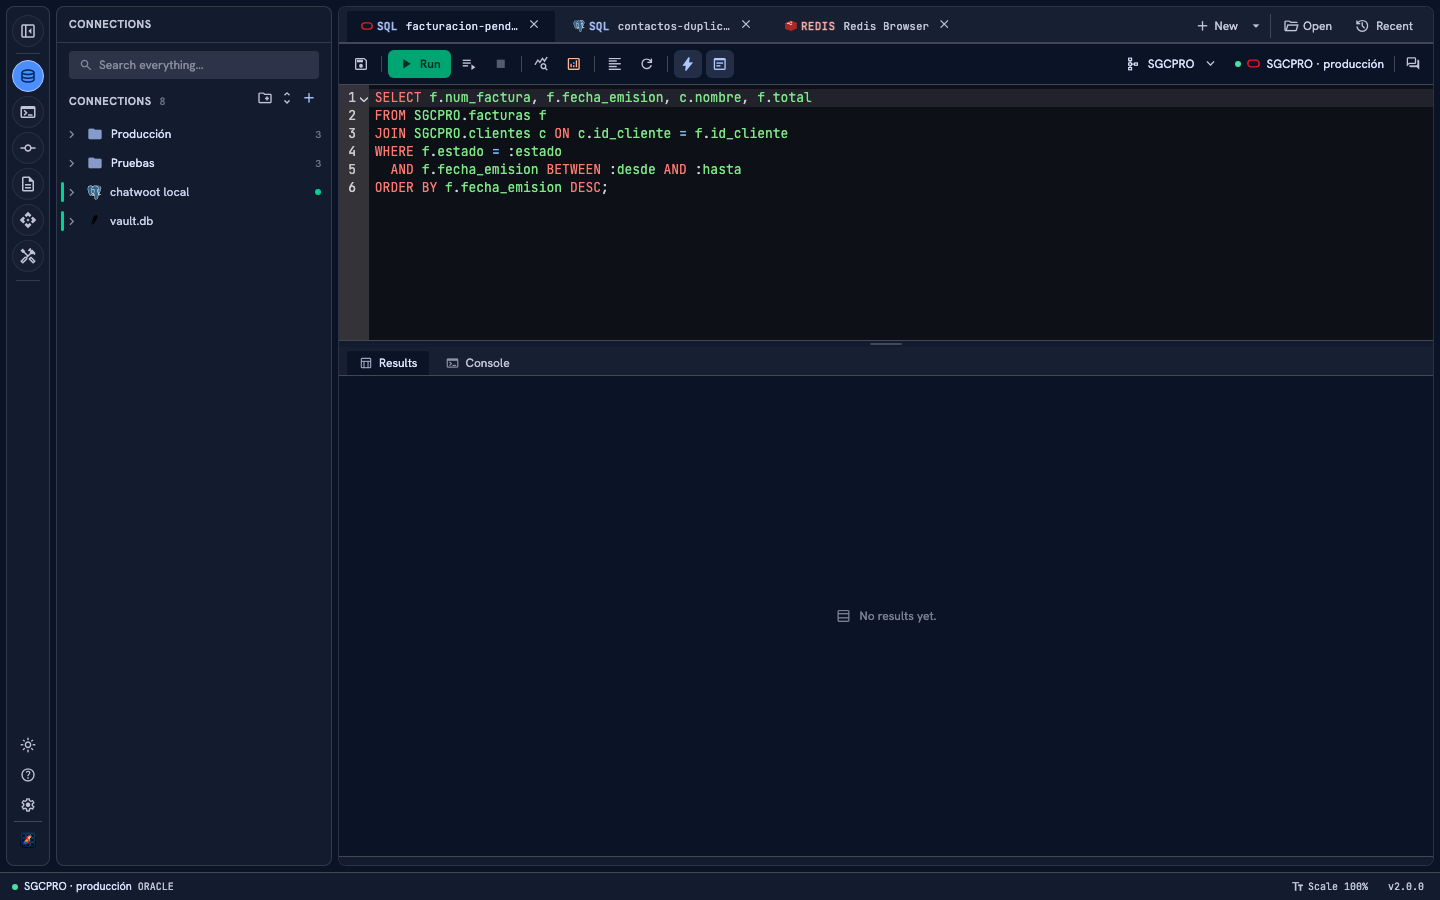 CONNECTIONS
Search everything...
CONNECTIONS 8
Producción 3
Pruebas 3
chatwoot local
vault.db
SQL facturacion-pend…
SQL contactos-duplic…
REDIS Redis Browser
New
Open
Recent
Run
SGCPRO
SGCPRO · producción
1 SELECT f.num_factura, f.fecha_emision, c.nombre, f.total
2 FROM SGCPRO.facturas f
3 JOIN SGCPRO.clientes c ON c.id_cliente = f.id_cliente
4 WHERE f.estado = :estado
5 AND f.fecha_emision BETWEEN :desde AND :hasta
6 ORDER BY f.fecha_emision DESC;
Results
Console
No results yet.
SGCPRO · producción ORACLE
Tт Scale 100%
v2.0.0